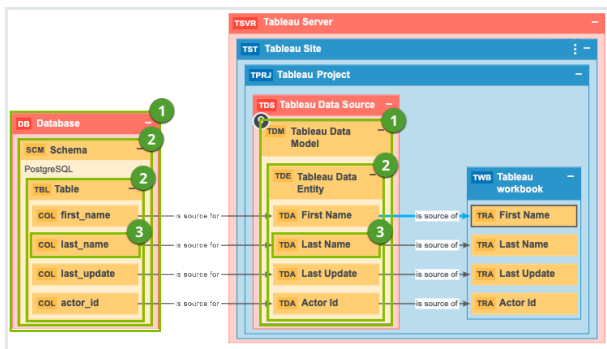 TSVR Tableau Server –
TST Tableau Site –
TPRJ Tableau Project –
TDS Tableau Data Source –
1
DB Database –
1
TDM Tableau Data –
Model
2
SCM Schema –
PostgreSQL
2
TDE Tableau Data –
Entity
TWB Tableau –
workbook
2
TBL Table –
COL first_name
is source for
TDA First Name
is source of
TRA First Name
3
3
COL last_name
is source for
TDA Last Name
is source of
TRA Last Name
COL last_update
is source for
TDA Last Update
is source of
TRA Last Update
COL actor_id
is source for
TDA Actor Id
is source of
TRA Actor Id